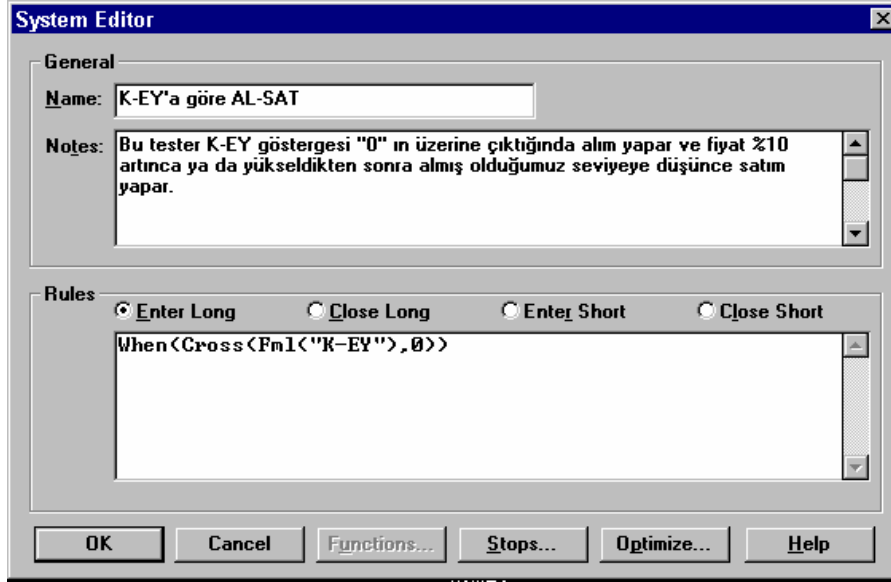 System Editor
General
Name: K-EY'a göre AL-SAT
Notes: Bu tester K-EY göstergesi "0" ın üzerine çıktığında alım yapar ve fiyat %10
artınca ya da yükseldikten sonra almış olduğumuz seviyeye düşünce satım
yapar.
Rules
Enter Long Close Long Enter Short Close Short
When(Cross(Fml("K-EY"),0))
OK Cancel Functions... Stops... Optimize... Help